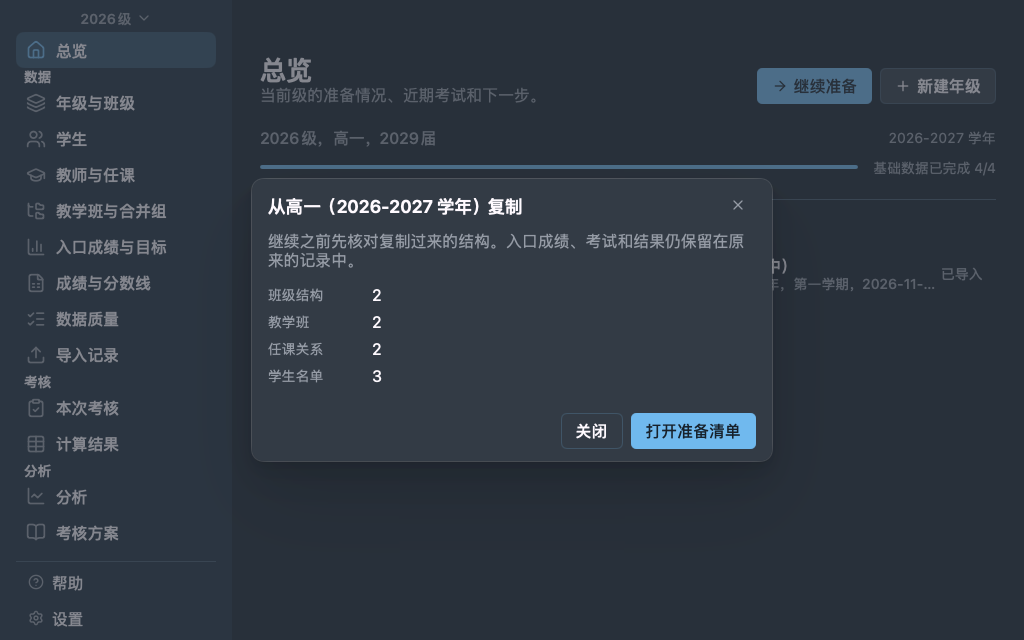 2026级
总览
数据
年级与班级
学生
教师与任课
教学班与合并组
入口成绩与目标
成绩与分数线
数据质量
导入记录
考核
本次考核
计算结果
分析
分析
考核方案
帮助
设置
总览
当前级的准备情况、近期考试和下一步。
继续准备
新建年级
2026级，高一，2029届
2026-2027 学年
基础数据已完成 4/4
中）
，第一学期，2026-11-...
已导入
从高一（2026-2027 学年）复制
继续之前先核对复制过来的结构。入口成绩、考试和结果仍保留在原
来的记录中。
班级结构 2
教学班 2
任课关系 2
学生名单 3
关闭
打开准备清单